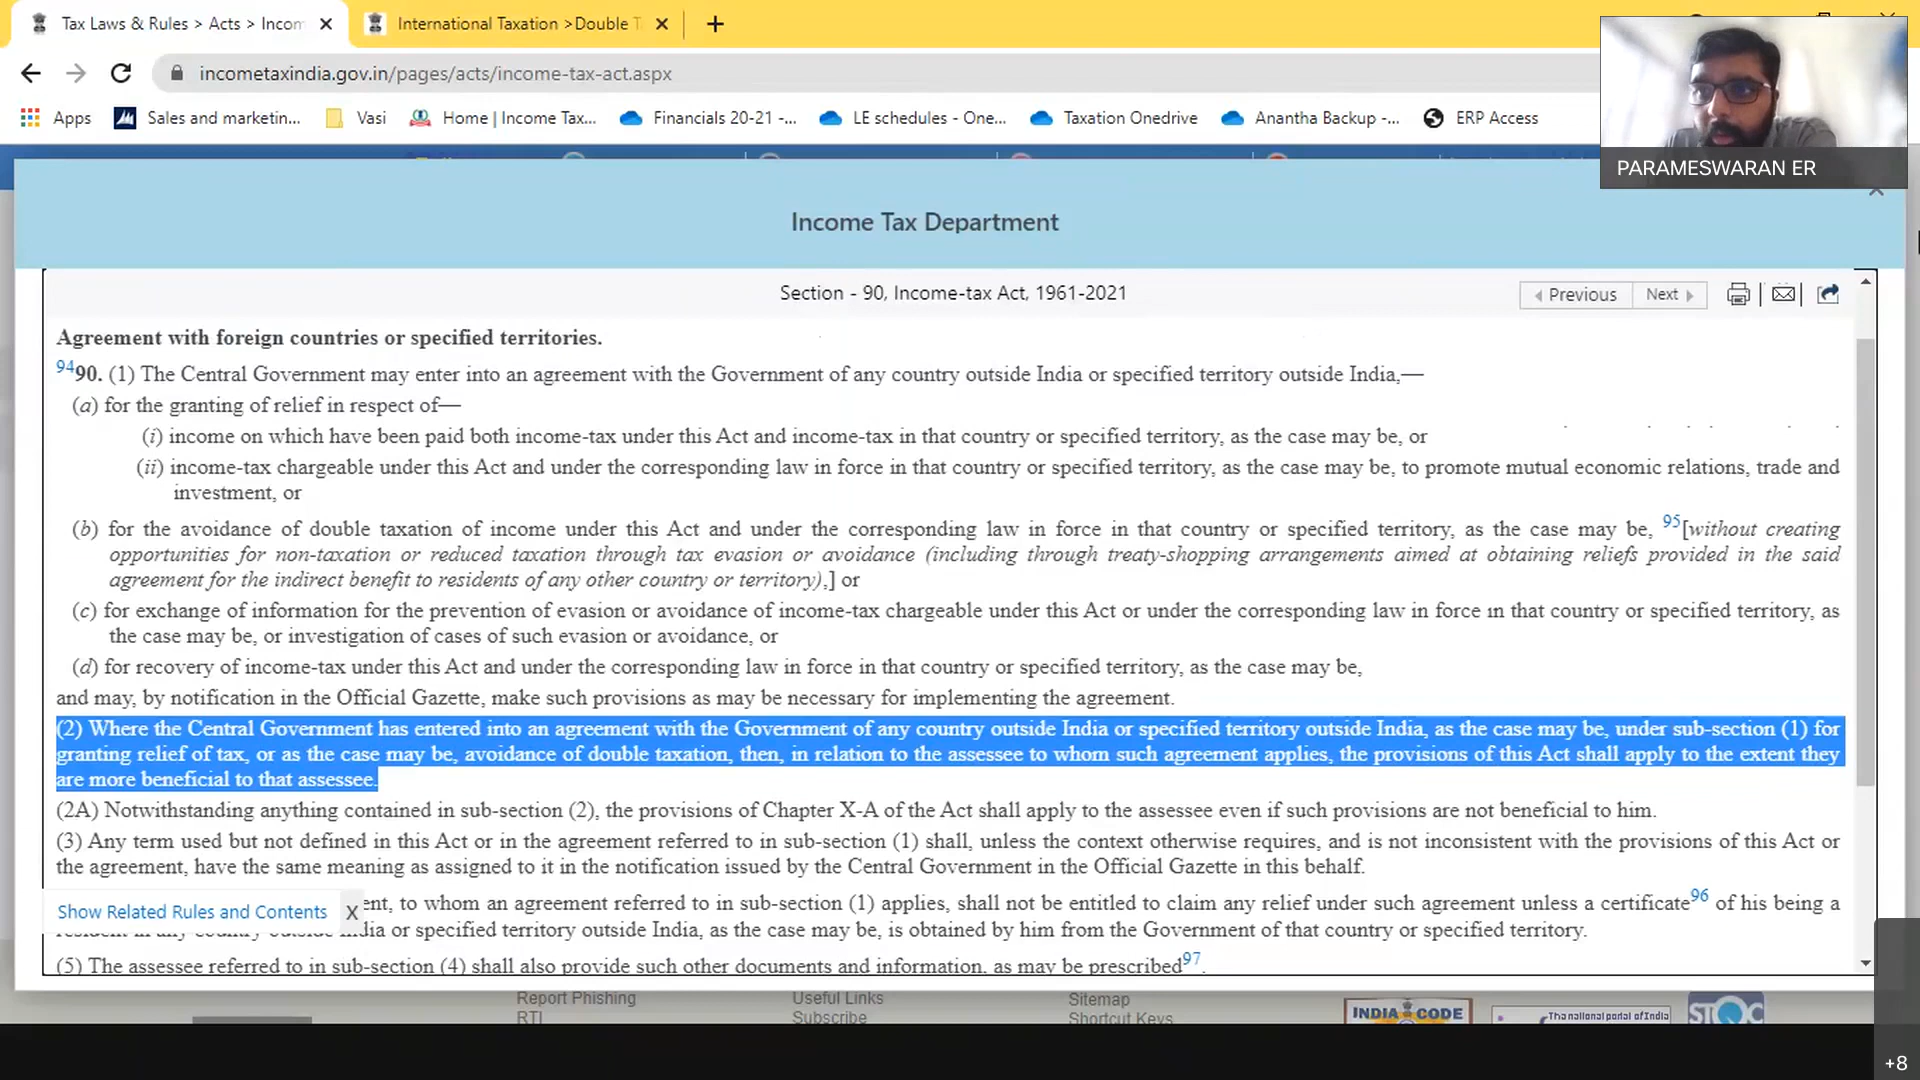 Tax Laws & Rules > Acts > Incom
International Taxation >Double T
incometaxindia.gov.in/pages/acts/income-tax-act.aspx
Apps
Sales and marketin...
Vasi
Home | Income Tax...
Financials 20-21 -...
LE schedules - One...
Taxation Onedrive
Anantha Backup -...
ERP Access
PARAMESWARAN ER
Income Tax Department
Section - 90, Income-tax Act, 1961-2021
Previous
Next
Agreement with foreign countries or specified territories.
94 90. (1) The Central Government may enter into an agreement with the Government of any country outside India or specified territory outside India,—
(a) for the granting of relief in respect of—
(i) income on which have been paid both income-tax under this Act and income-tax in that country or specified territory, as the case may be, or
(ii) income-tax chargeable under this Act and under the corresponding law in force in that country or specified territory, as the case may be, to promote mutual economic relations, trade and
investment, or
(b) for the avoidance of double taxation of income under this Act and under the corresponding law in force in that country or specified territory, as the case may be, 95[without creating
opportunities for non-taxation or reduced taxation through tax evasion or avoidance (including through treaty-shopping arrangements aimed at obtaining reliefs provided in the said
agreement for the indirect benefit to residents of any other country or territory),] or
(c) for exchange of information for the prevention of evasion or avoidance of income-tax chargeable under this Act or under the corresponding law in force in that country or specified territory, as
the case may be, or investigation of cases of such evasion or avoidance, or
(d) for recovery of income-tax under this Act and under the corresponding law in force in that country or specified territory, as the case may be,
and may, by notification in the Official Gazette, make such provisions as may be necessary for implementing the agreement.
(2) Where the Central Government has entered into an agreement with the Government of any country outside India or specified territory outside India, as the case may be, under sub-section (1) for
granting relief of tax, or as the case may be, avoidance of double taxation, then, in relation to the assessee to whom such agreement applies, the provisions of this Act shall apply to the extent they
are more beneficial to that assessee.
(2A) Notwithstanding anything contained in sub-section (2), the provisions of Chapter X-A of the Act shall apply to the assessee even if such provisions are not beneficial to him.
(3) Any term used but not defined in this Act or in the agreement referred to in sub-section (1) shall, unless the context otherwise requires, and is not inconsistent with the provisions of this Act or
the agreement, have the same meaning as assigned to it in the notification issued by the Central Government in the Official Gazette in this behalf.
Show Related Rules and Contents X
ent, to whom an agreement referred to in sub-section (1) applies, shall not be entitled to claim any relief under such agreement unless a certificate96 of his being a
dia or specified territory outside India, as the case may be, is obtained by him from the Government of that country or specified territory.
(5) The assessee referred to in sub-section (4) shall also provide such other documents and information, as may be prescribed97.
Report Phishing
Useful Links
Sitemap
RTI
Subscribe
Shortcut Keys
INDIA CODE
The national portal of India
STQC
+8